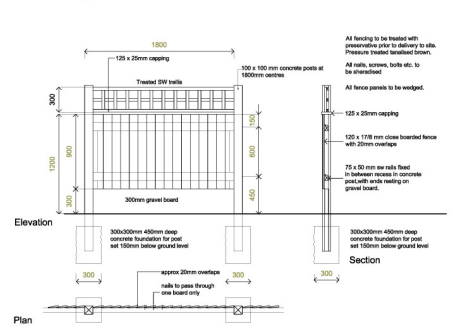 1800
125 x 25mm capping
Treated SW trellis
100 x 100 mm concrete posts at
1800mm centres
All fencing to be treated with
preservative prior to delivery to site.
Pressure treated tanalised brown.
All nails, screws, bolts etc. to
be sheradised
All fence panels to be wedged.
300
1200
900
300
150
600
450
125 x 25mm capping
120 x 17/6 mm close boarded fence
with 20mm overlaps
75 x 50 mm sw rails fixed
in between recess in concrete
post,with ends resting on
gravel board.
300mm gravel board
Elevation
300x300mm 450mm deep
concrete foundation for post
set 150mm below ground level
300x300mm 450mm deep
concrete foundation for post
set 150mm below ground level
Section
300
300
300
approx 20mm overlaps
nails to pass through
one board only
Plan